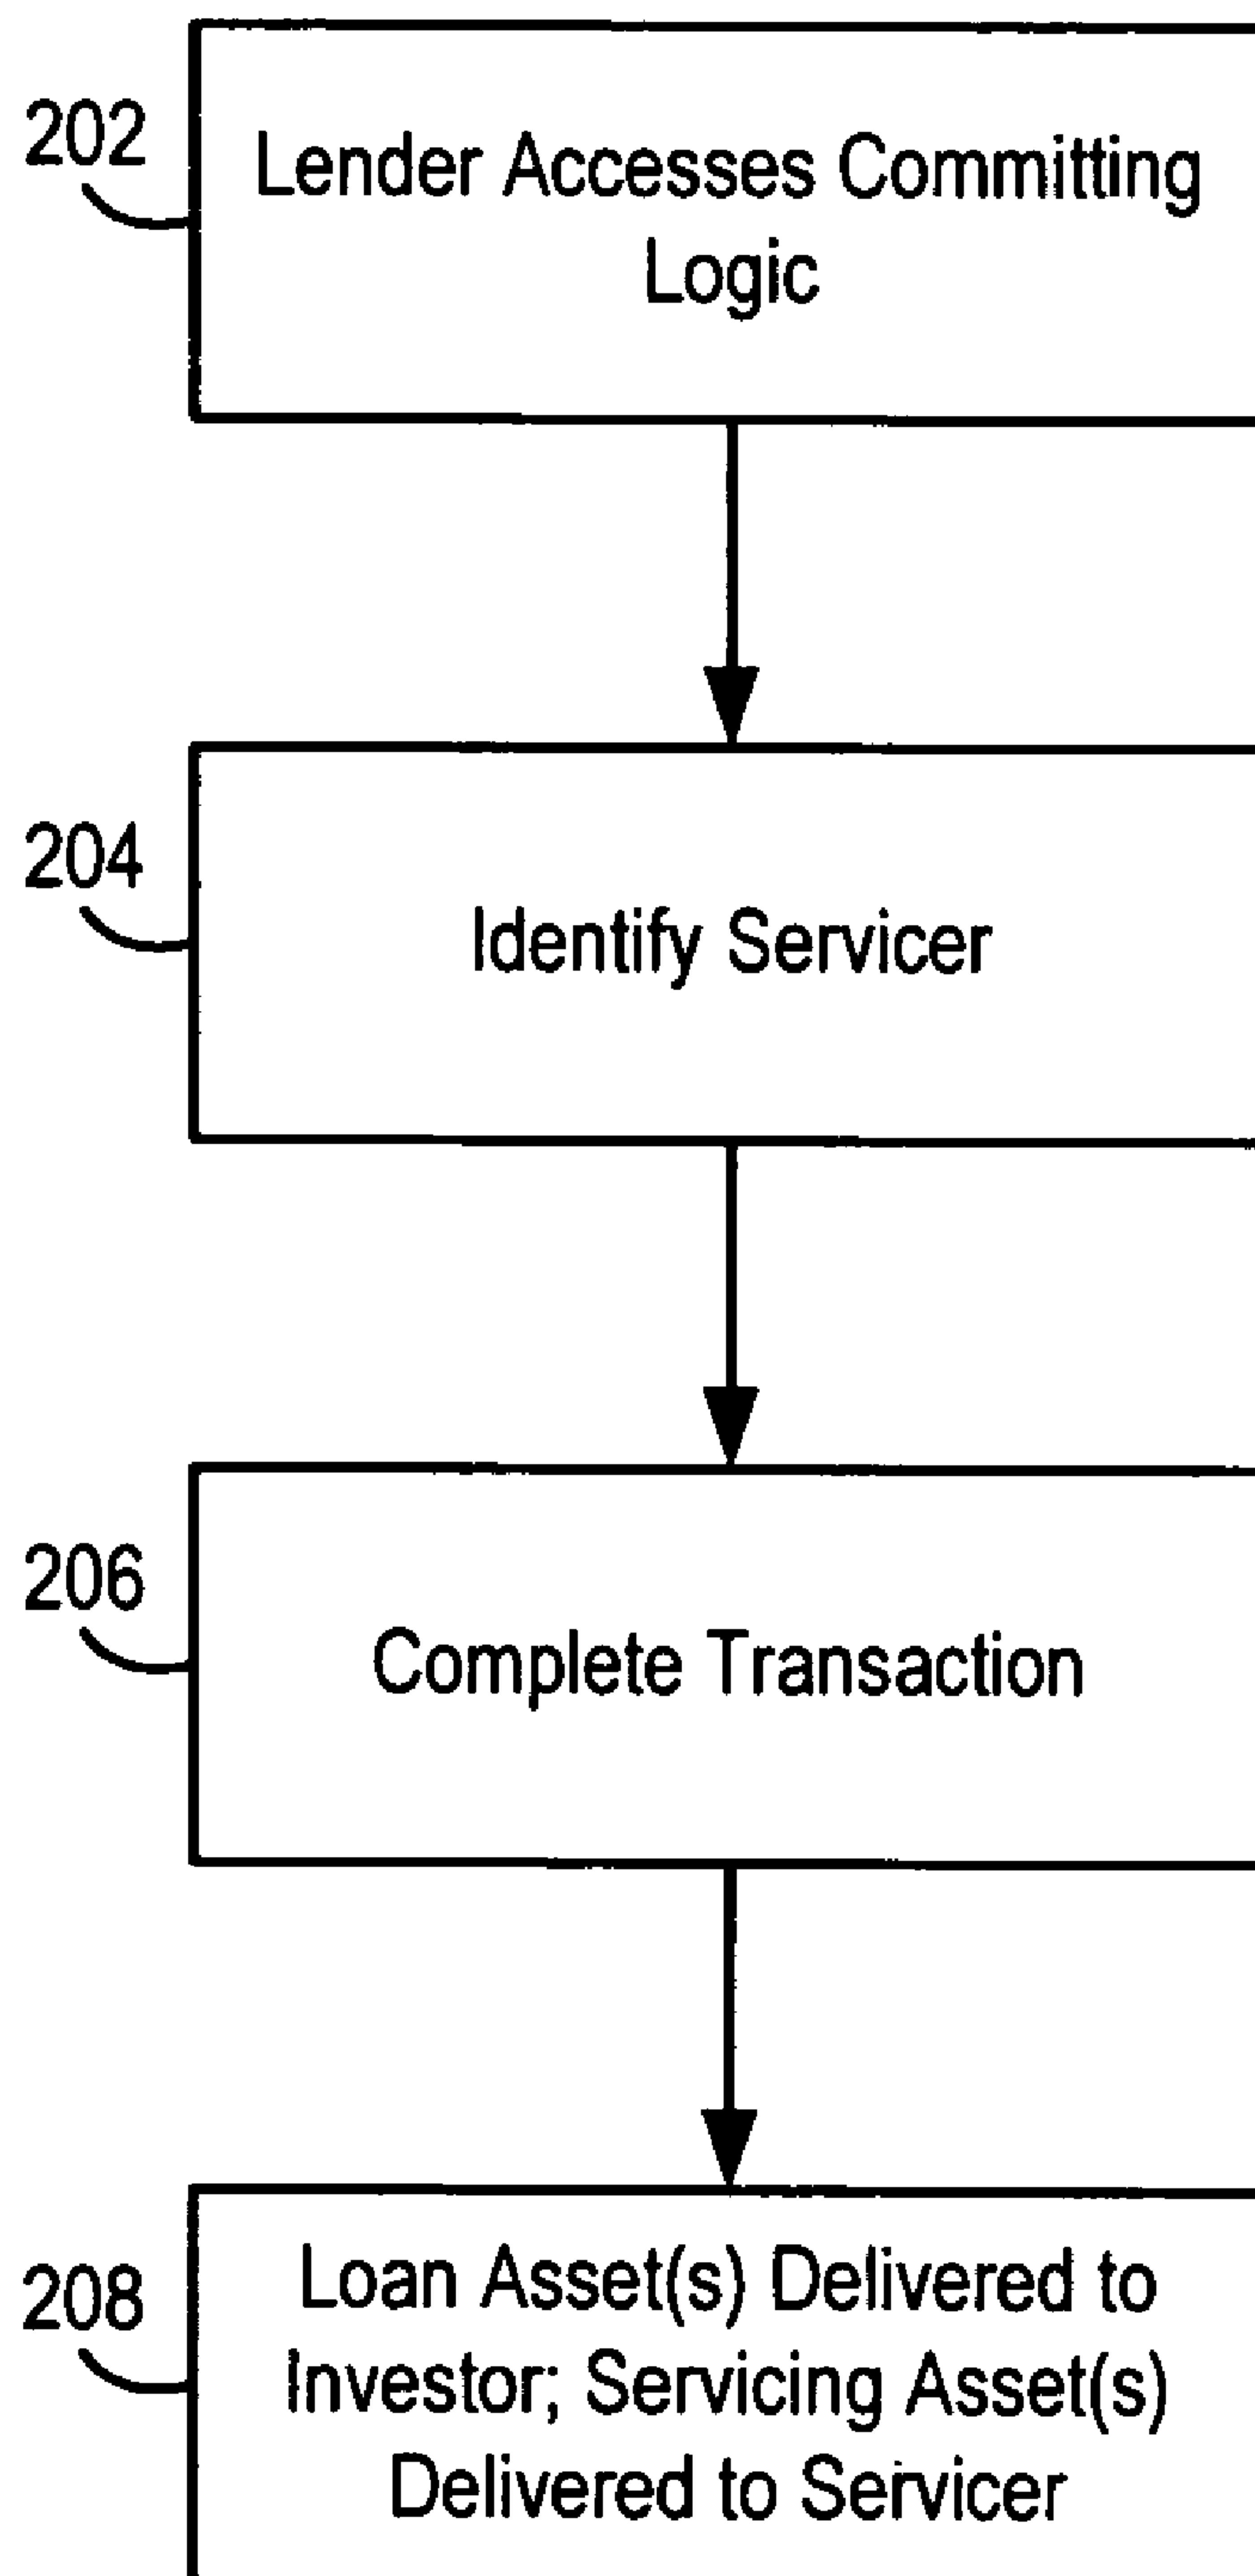 202
Lender Accesses Committing
Logic
204
Identify Servicer
206
Complete Transaction
208
Loan Asset(s) Delivered to
Investor; Servicing Asset(s)
Delivered to Servicer